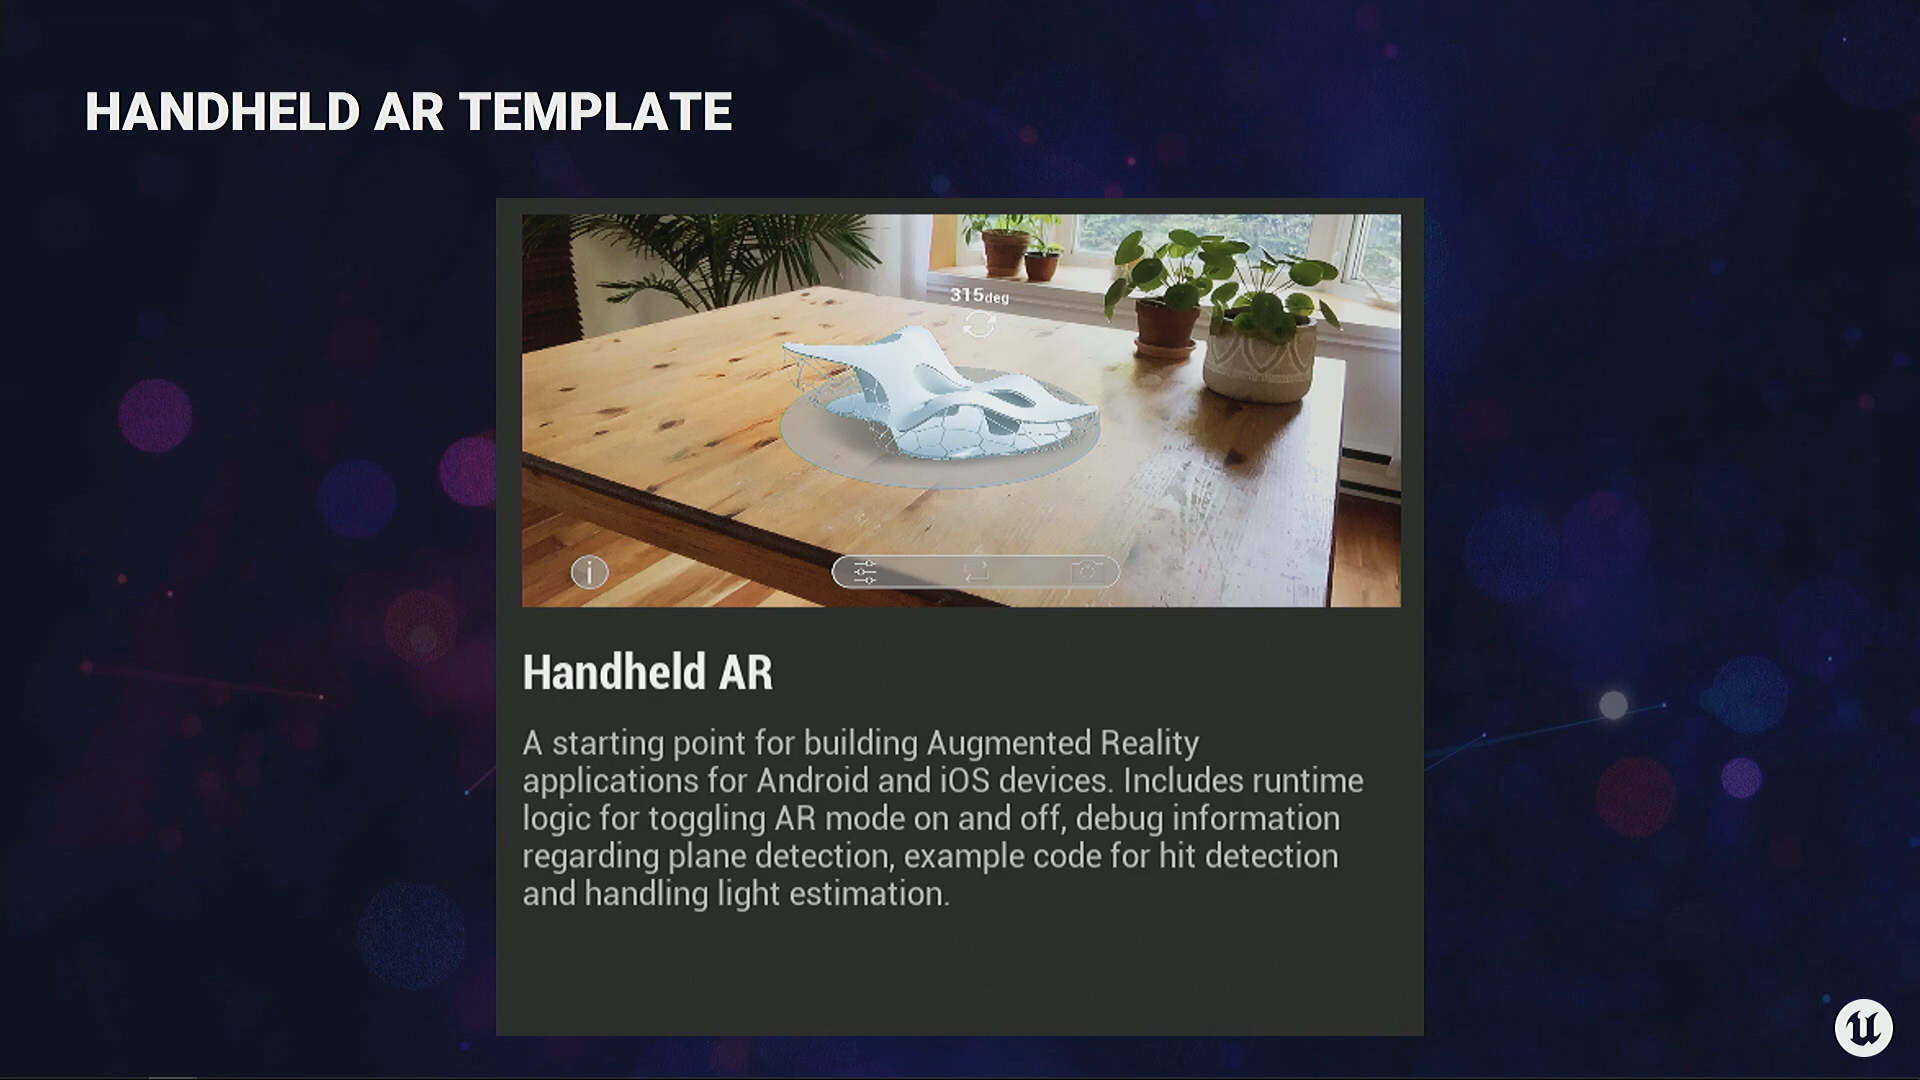 HANDHELD AR TEMPLATE
315deg
i
Handheld AR
A starting point for building Augmented Reality
applications for Android and iOS devices. Includes runtime
logic for toggling AR mode on and off, debug information
regarding plane detection, example code for hit detection
and handling light estimation.